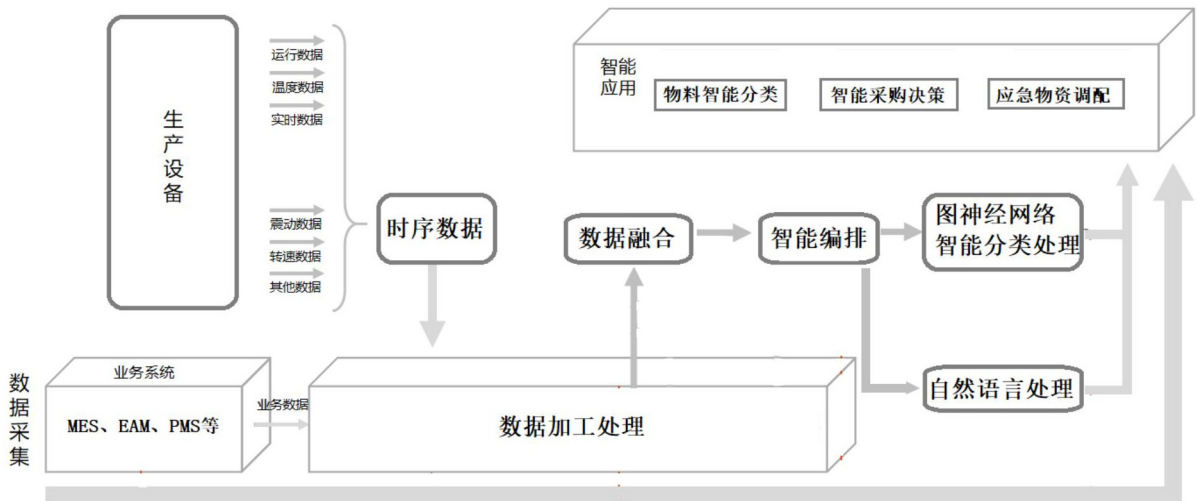 生产设备
运行数据
温度数据
实时数据
震动数据
转速数据
其他数据
时序数据
智能
应用
物料智能分类
智能采购决策
应急物资调配
数据融合
智能编排
图神经网络
智能分类处理
自然语言处理
数据采集
业务系统
MES、EAM、PMS等
业务数据
数据加工处理